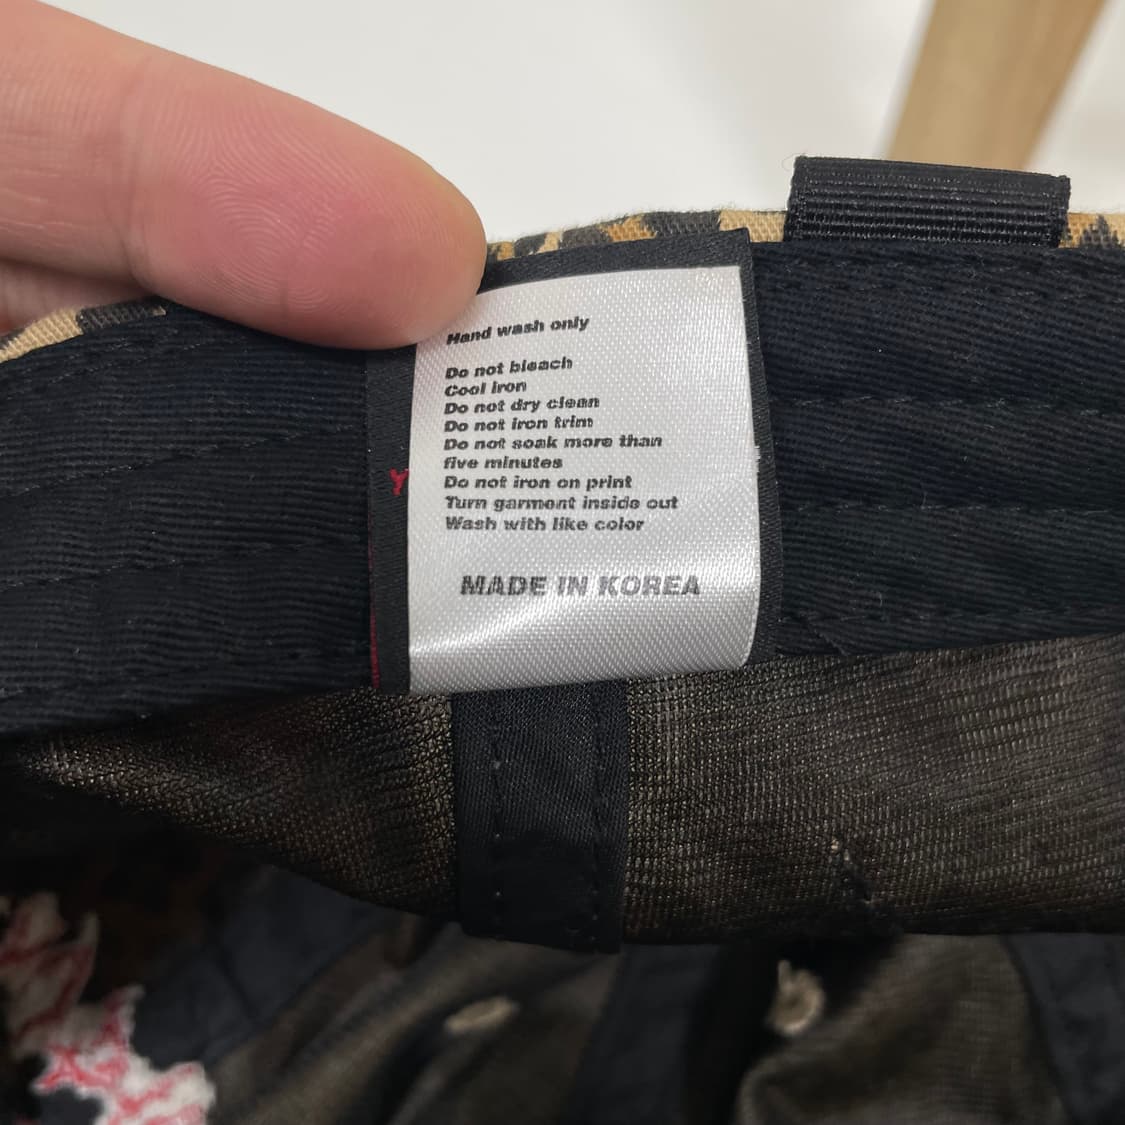 Hand wash only
Do not bleach
Cool iron
Do not dry clean
Do not iron trim
Do not soak more than
five minutes
Do not iron on print
Turn garment inside out
Wash with like color
MADE IN KOREA
Y